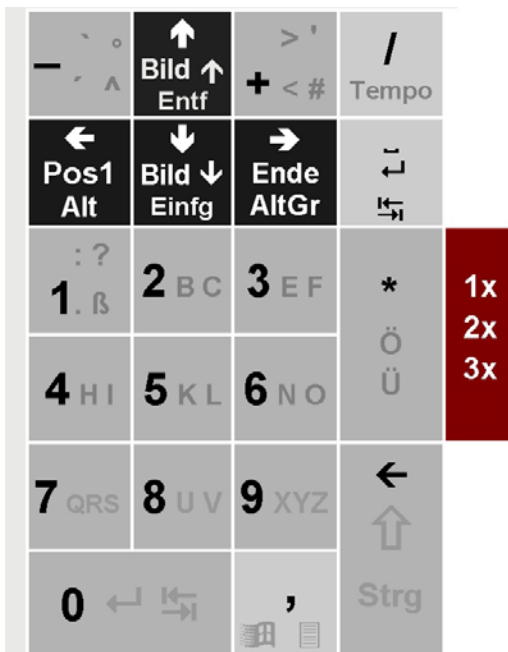 – ` ° ´ ^
↑ Bild ↑ Entf
> ' + < #
/ Tempo
← Pos1 Alt
↓ Bild ↓ Einfg
→ Ende AltGr
␣ ↵ ↹
: ? 1 . ß
2 B C
3 E F
* Ö Ü
1x
2x
3x
4 H I
5 K L
6 N O
7 QRS
8 U V
9 XYZ
← ⇧ Strg
0 ↵ ↹
,